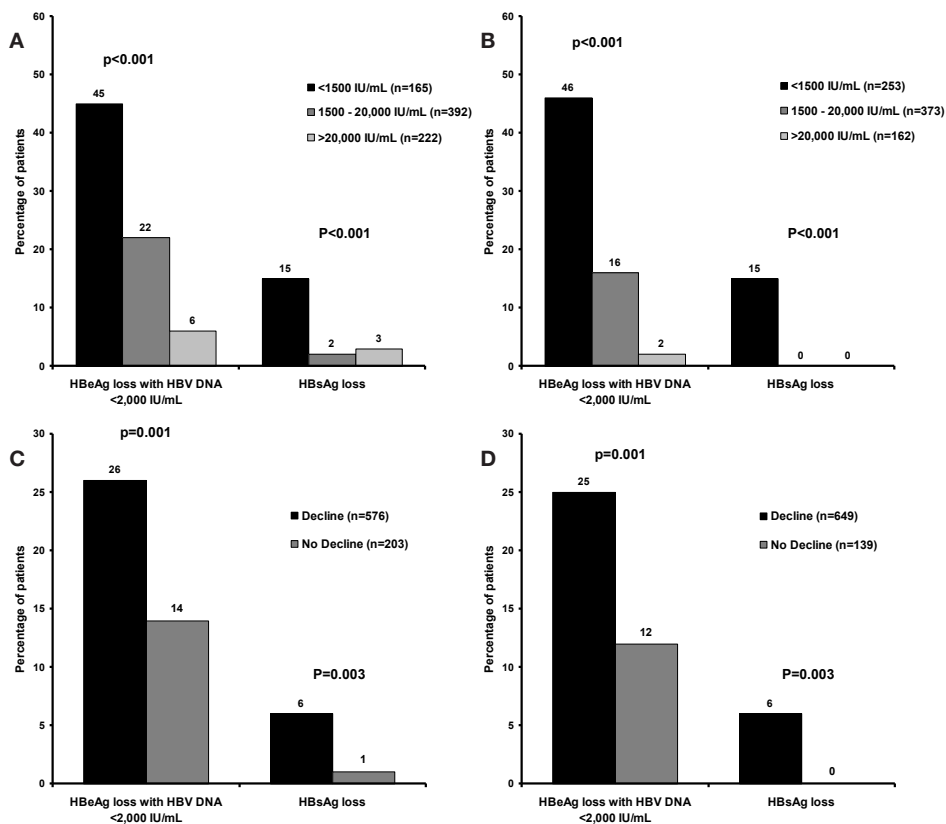 A
60
50
40
30
20
10
0
Percentage of patients
p<0.001
45
22
6
P<0.001
15
2
3
<1500 IU/mL (n=165)
1500 - 20,000 IU/mL (n=392)
>20,000 IU/mL (n=222)
HBeAg loss with HBV DNA
<2,000 IU/mL
HBsAg loss
B
60
50
40
30
20
10
0
Percentage of patients
p<0.001
46
16
2
P<0.001
15
0
0
<1500 IU/mL (n=253)
1500 - 20,000 IU/mL (n=373)
>20,000 IU/mL (n=162)
HBeAg loss with HBV DNA
<2,000 IU/mL
HBsAg loss
C
30
25
20
15
10
5
0
Percentage of patients
p=0.001
26
14
P=0.003
6
1
Decline (n=576)
No Decline (n=203)
HBeAg loss with HBV DNA
<2,000 IU/mL
HBsAg loss
D
30
25
20
15
10
5
0
Percentage of patients
p=0.001
25
12
P=0.003
6
0
Decline (n=649)
No Decline (n=139)
HBeAg loss with HBV DNA
<2,000 IU/mL
HBsAg loss